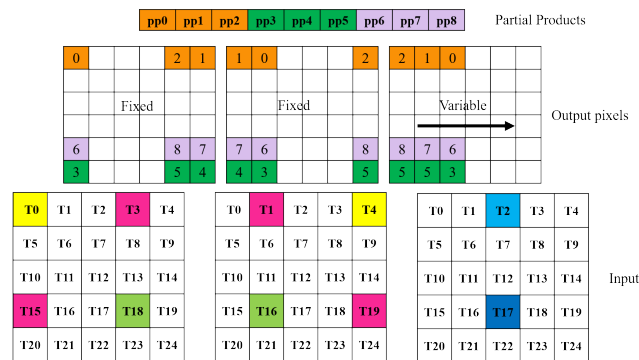 pp0 pp1 pp2 pp3 pp4 pp5 pp6 pp7 pp8 Partial Products
0 2 1 1 0 2 2 1 0
Fixed Fixed Variable
Output pixels
6 8 7 7 6 8 8 7 6
3 5 4 4 3 5 5 5 3
T0 T1 T2 T3 T4 T0 T1 T2 T3 T4 T0 T1 T2 T3 T4
T5 T6 T7 T8 T9 T5 T6 T7 T8 T9 T5 T6 T7 T8 T9
T10 T11 T12 T13 T14 T10 T11 T12 T13 T14 T10 T11 T12 T13 T14
Input
T15 T16 T17 T18 T19 T15 T16 T17 T18 T19 T15 T16 T17 T18 T19
T20 T21 T22 T23 T24 T20 T21 T22 T23 T24 T20 T21 T22 T23 T24